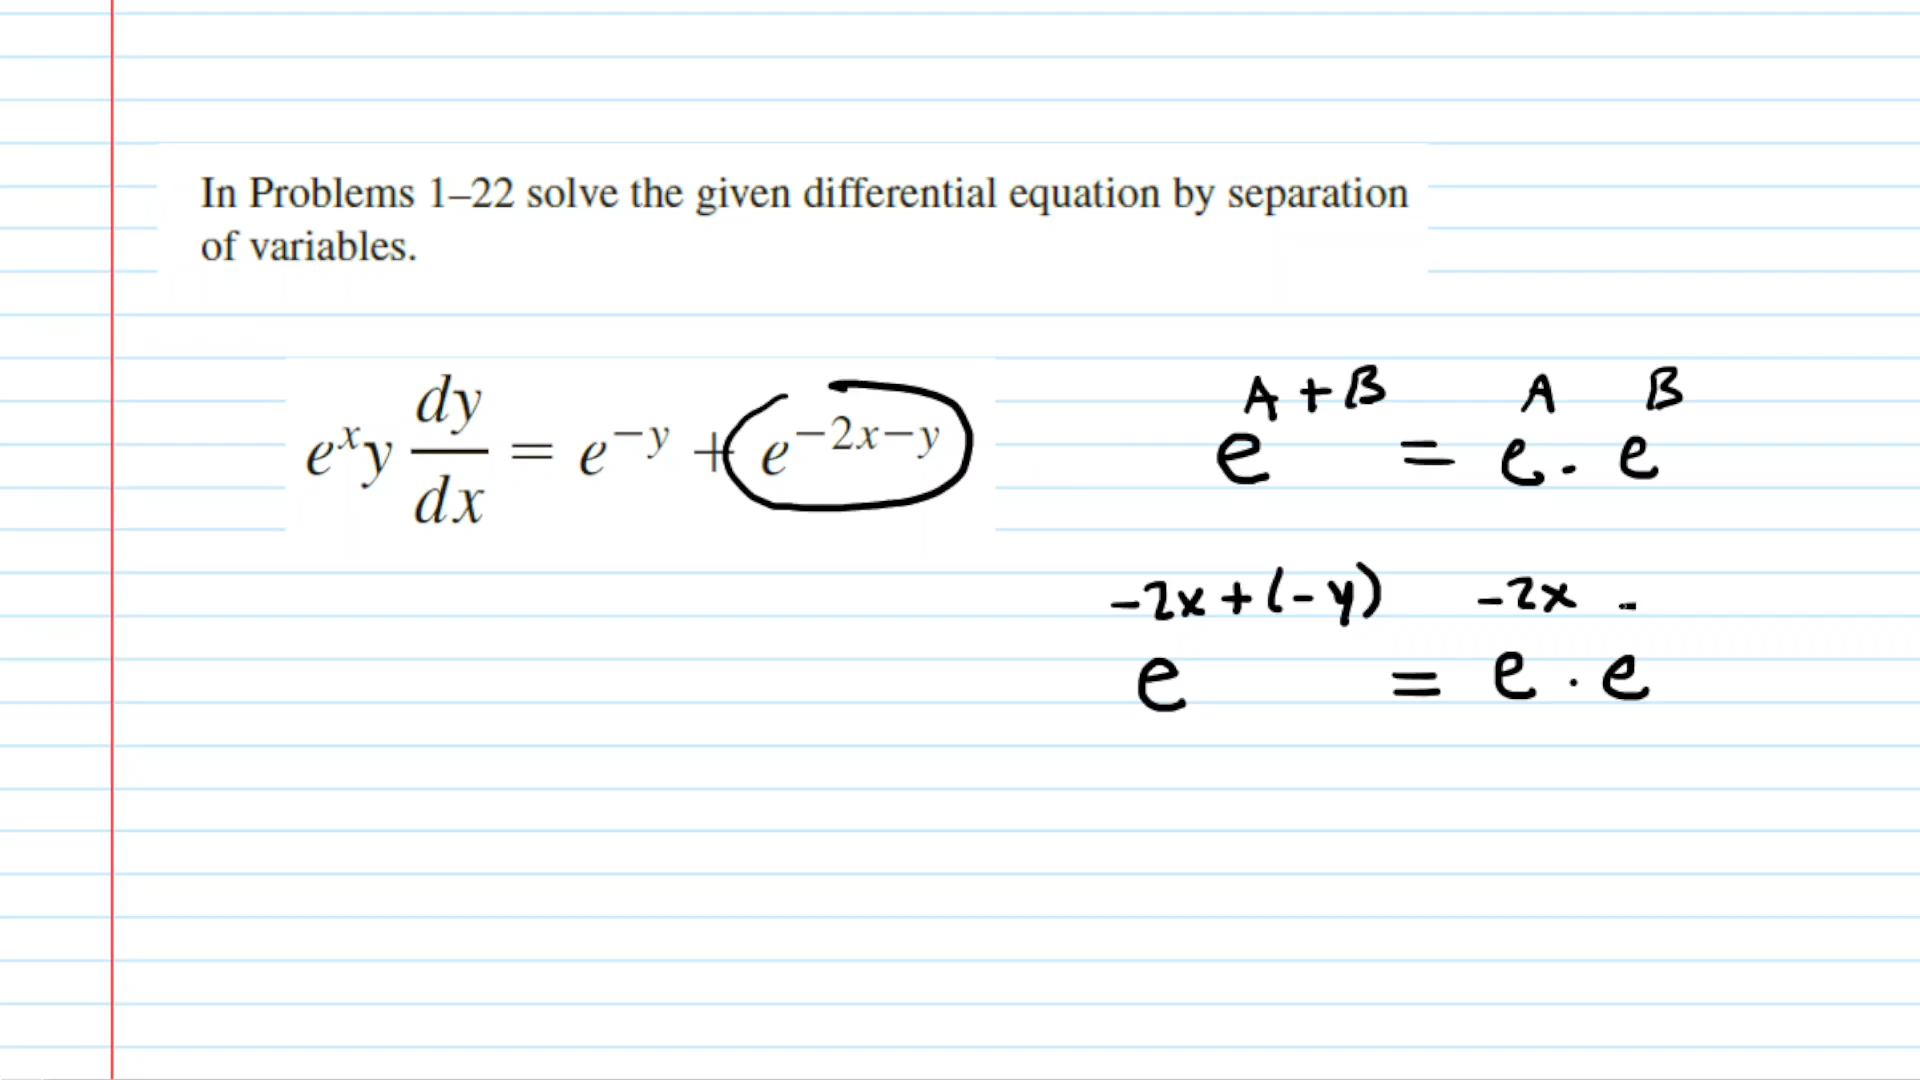 In Problems 1–22 solve the given differential equation by separation
of variables.
e^x y dy/dx = e^{-y} + e^{-2x-y}
e^{A+B} = e^A · e^B
e^{-2x+(-y)} = e^{-2x} · e^-